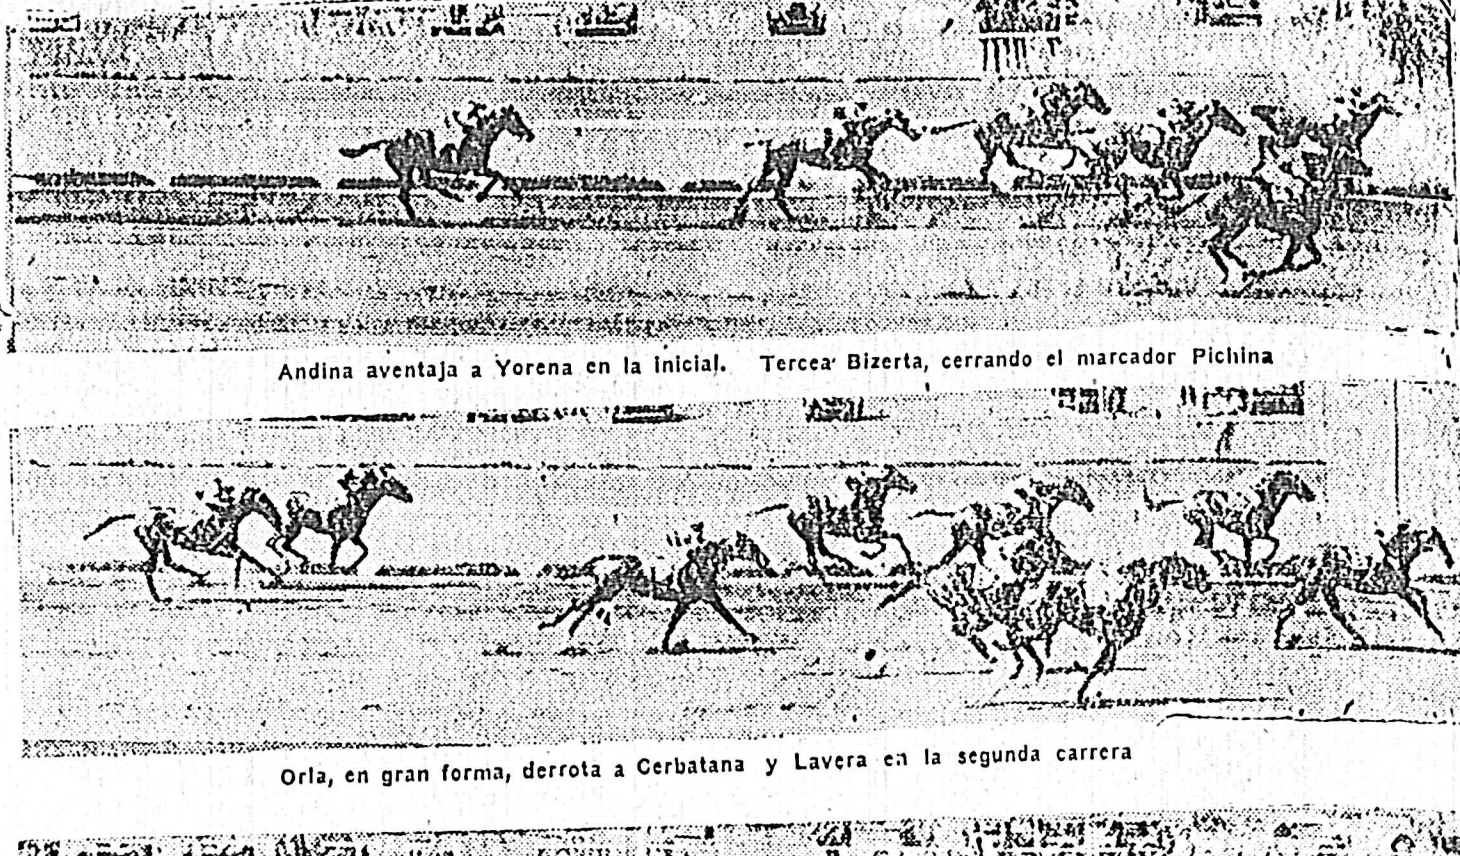 Andina aventaja a Yorena en la inicial. Tercea Bizerta, cerrando el marcador Pichina
Orla, en gran forma, derrota a Cerbatana y Lavera en la segunda carrera